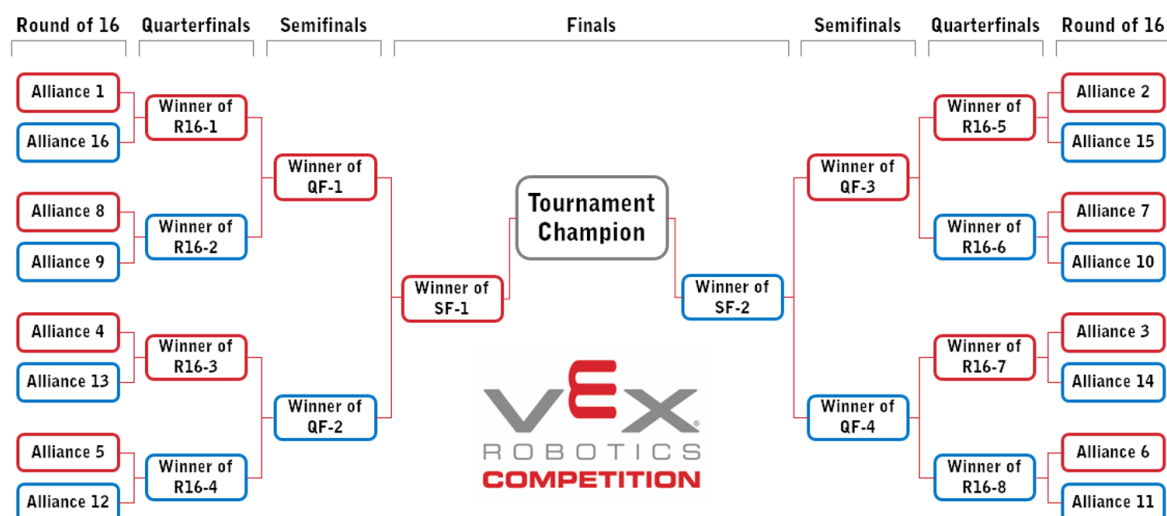 Round of 16
Quarterfinals
Semifinals
Finals
Semifinals
Quarterfinals
Round of 16
Alliance 1
Alliance 16
Alliance 8
Alliance 9
Alliance 4
Alliance 13
Alliance 5
Alliance 12
Winner of
R16-1
Winner of
R16-2
Winner of
R16-3
Winner of
R16-4
Winner of
QF-1
Winner of
QF-2
Winner of
SF-1
Tournament
Champion
Winner of
SF-2
VEX®
ROBOTICS
COMPETITION
Winner of
QF-3
Winner of
QF-4
Winner of
R16-5
Winner of
R16-6
Winner of
R16-7
Winner of
R16-8
Alliance 2
Alliance 15
Alliance 7
Alliance 10
Alliance 3
Alliance 14
Alliance 6
Alliance 11